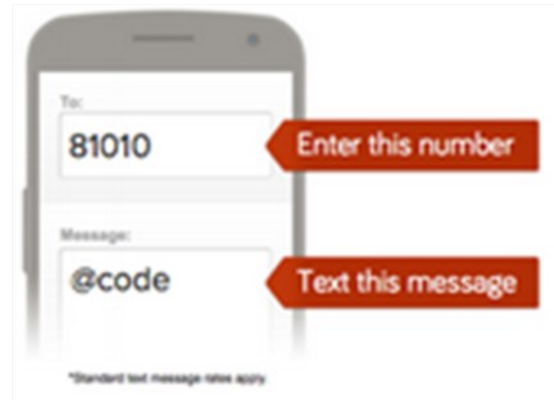 To:
81010
Enter this number
Message:
@code
Text this message
*Standard text message rates apply.